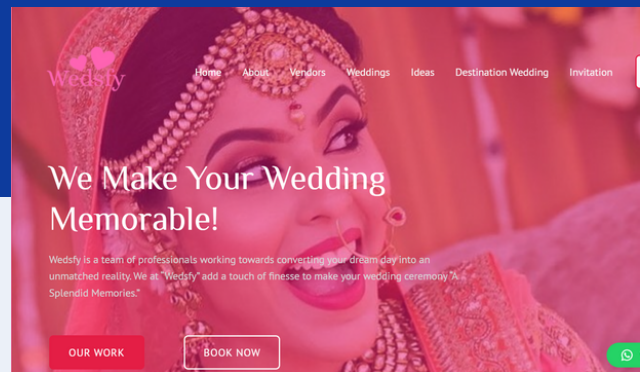 Wedsfy
Home About Vendors Weddings Ideas Destination Wedding Invitation
We Make Your Wedding
Memorable!
Wedsfy is a team of professionals working towards converting your dream day into an
unmatched reality. We at "Wedsfy" add a touch of finesse to make your wedding ceremony "A
Splendid Memories."
OUR WORK BOOK NOW